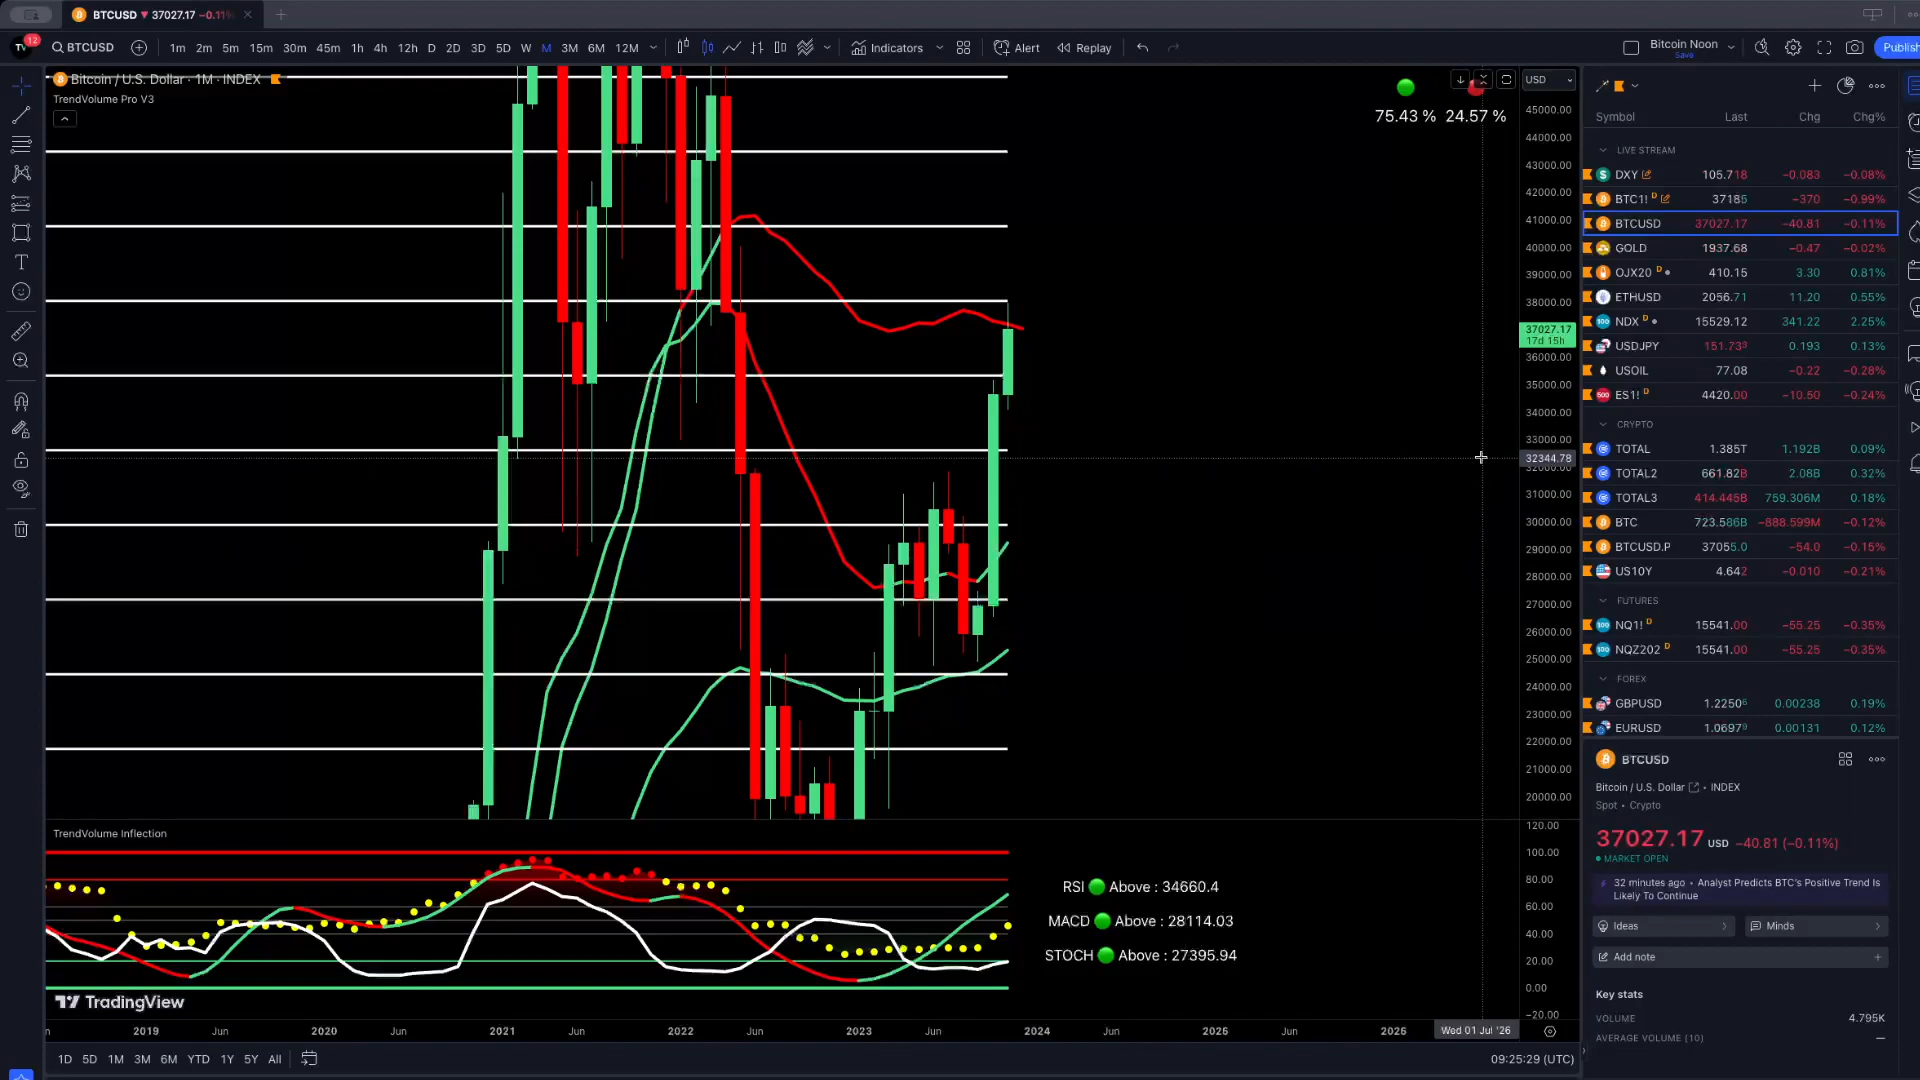 BTCUSD ▼ 37027.17 −0.11%
12
BTCUSD 1m 2m 5m 15m 30m 45m 1h 4h 12h D 2D 3D 5D W M 3M 6M 12M Indicators Alert Replay Bitcoin Noon Publish
Save
Bitcoin / U.S. Dollar · 1M · INDEX
TrendVolume Pro V3
75.43 % 24.57 %
USD
45000.00
44000.00
43000.00
42000.00
41000.00
40000.00
39000.00
38000.00
37027.17
17d 15h
36000.00
35000.00
34000.00
33000.00
32344.78
32000.00
31000.00
30000.00
29000.00
28000.00
27000.00
26000.00
25000.00
24000.00
23000.00
22000.00
21000.00
20000.00
TrendVolume Inflection
120.00
100.00
80.00
60.00
40.00
20.00
0.00
−20.00
RSI Above : 34660.4
MACD Above : 28114.03
STOCH Above : 27395.94
TradingView
2019 Jun 2020 Jun 2021 Jun 2022 Jun 2023 Jun 2024 Jun 2025 Jun 2026 Wed 01 Jul '26
1D 5D 1M 3M 6M YTD 1Y 5Y All
09:25:29 (UTC)
Symbol Last Chg Chg%
LIVE STREAM
DXY 105.718 −0.083 −0.08%
BTC1! D 37185 −370 −0.99%
BTCUSD 37027.17 −40.81 −0.11%
GOLD 1937.68 −0.47 −0.02%
OJX20 D 410.15 3.30 0.81%
ETHUSD 2056.71 11.20 0.55%
NDX D 15529.12 341.22 2.25%
USDJPY 151.733 0.193 0.13%
USOIL 77.08 −0.22 −0.28%
ES1! D 4420.00 −10.50 −0.24%
CRYPTO
TOTAL 1.385T 1.192B 0.09%
TOTAL2 661.82B 2.08B 0.32%
TOTAL3 414.445B 759.306M 0.18%
BTC 723.586B −888.599M −0.12%
BTCUSD.P 37055.0 −54.0 −0.15%
US10Y 4.642 −0.010 −0.21%
FUTURES
NQ1! D 15541.00 −55.25 −0.35%
NQZ202 D 15541.00 −55.25 −0.35%
FOREX
GBPUSD 1.22506 0.00238 0.19%
EURUSD 1.06979 0.00131 0.12%
BTCUSD
Bitcoin / U.S. Dollar • INDEX
Spot • Crypto
37027.17 USD −40.81 (−0.11%)
MARKET OPEN
32 minutes ago • Analyst Predicts BTC's Positive Trend Is
Likely To Continue
Ideas
Minds
Add note
Key stats
VOLUME 4.795K
AVERAGE VOLUME (10) —